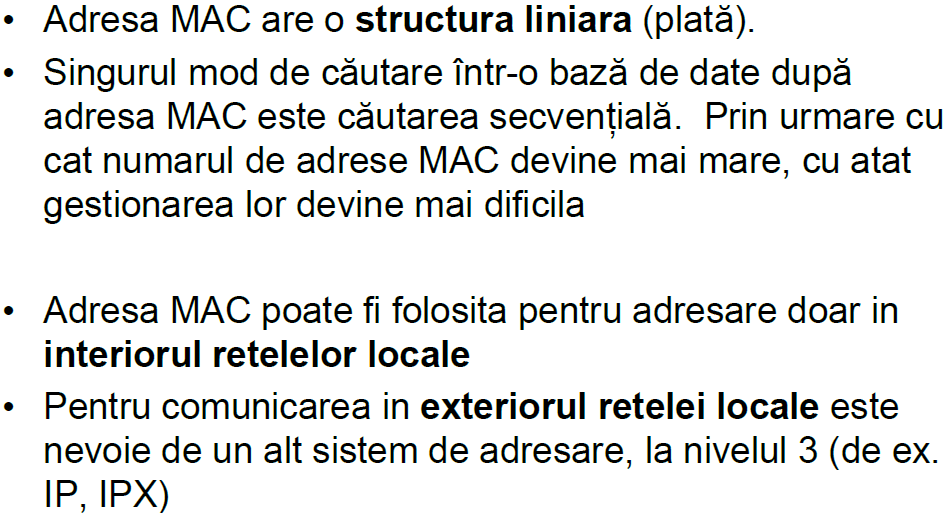 • Adresa MAC are o structura liniara (plată).
• Singurul mod de căutare într-o bază de date după
adresa MAC este căutarea secvențială.  Prin urmare cu
cat numarul de adrese MAC devine mai mare, cu atat
gestionarea lor devine mai dificila
• Adresa MAC poate fi folosita pentru adresare doar in
interiorul retelelor locale
• Pentru comunicarea in exteriorul retelei locale este
nevoie de un alt sistem de adresare, la nivelul 3 (de ex.
IP, IPX)